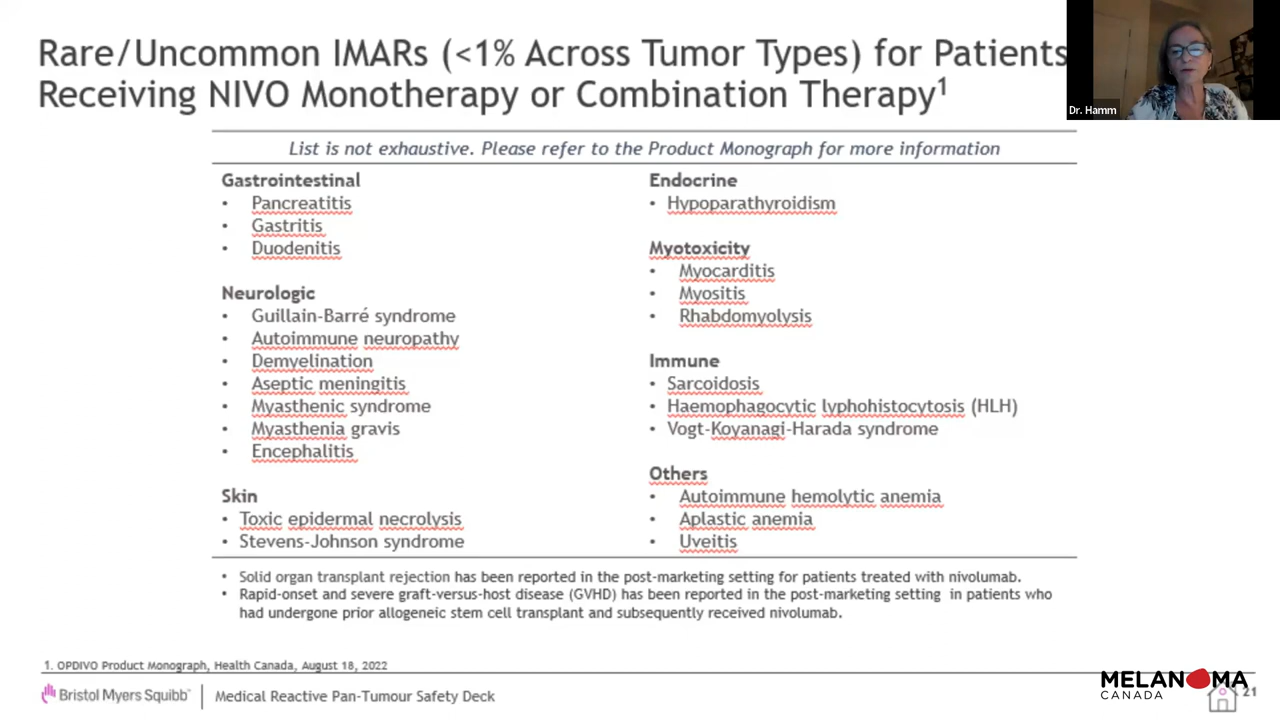 Rare/Uncommon IMARs (<1% Across Tumor Types) for Patients
Receiving NIVO Monotherapy or Combination Therapy1
Dr. Hamm
List is not exhaustive. Please refer to the Product Monograph for more information
Gastrointestinal
• Pancreatitis
• Gastritis
• Duodenitis
Neurologic
• Guillain-Barré syndrome
• Autoimmune neuropathy
• Demyelination
• Aseptic meningitis
• Myasthenic syndrome
• Myasthenia gravis
• Encephalitis
Skin
• Toxic epidermal necrolysis
• Stevens-Johnson syndrome
Endocrine
• Hypoparathyroidism
Myotoxicity
• Myocarditis
• Myositis
• Rhabdomyolysis
Immune
• Sarcoidosis
• Haemophagocytic lyphohistocytosis (HLH)
• Vogt-Koyanagi-Harada syndrome
Others
• Autoimmune hemolytic anemia
• Aplastic anemia
• Uveitis
• Solid organ transplant rejection has been reported in the post-marketing setting for patients treated with nivolumab.
• Rapid-onset and severe graft-versus-host disease (GVHD) has been reported in the post-marketing setting in patients who
had undergone prior allogeneic stem cell transplant and subsequently received nivolumab.
1. OPDIVO Product Monograph, Health Canada, August 18, 2022
Bristol Myers Squibb™ | Medical Reactive Pan-Tumour Safety Deck
MELANOMA
CANADA
21